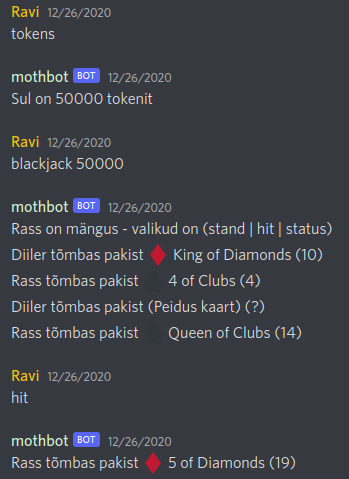 Ravi 12/26/2020
tokens
mothbot BOT 12/26/2020
Sul on 50000 tokenit
Ravi 12/26/2020
blackjack 50000
mothbot BOT 12/26/2020
Rass on mängus - valikud on (stand | hit | status)
Diiler tõmbas pakist ♦ King of Diamonds (10)
Rass tõmbas pakist ♣ 4 of Clubs (4)
Diiler tõmbas pakist (Peidus kaart) (?)
Rass tõmbas pakist ♣ Queen of Clubs (14)
Ravi 12/26/2020
hit
mothbot BOT 12/26/2020
Rass tõmbas pakist ♦ 5 of Diamonds (19)